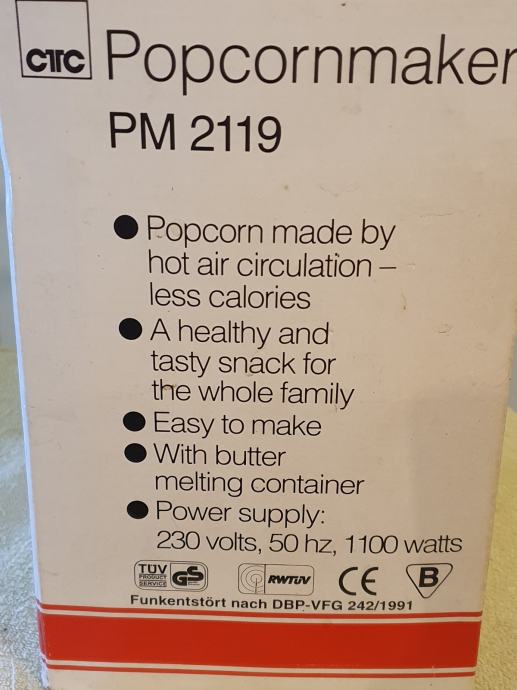 CTC Popcornmaker
PM 2119
● Popcorn made by
hot air circulation –
less calories
● A healthy and
tasty snack for
the whole family
● Easy to make
● With butter
melting container
● Power supply:
230 volts, 50 hz, 1100 watts
TÜV PRODUCT SERVICE GS RWTÜV CE B
Funkentstört nach DBP-VFG 242/1991